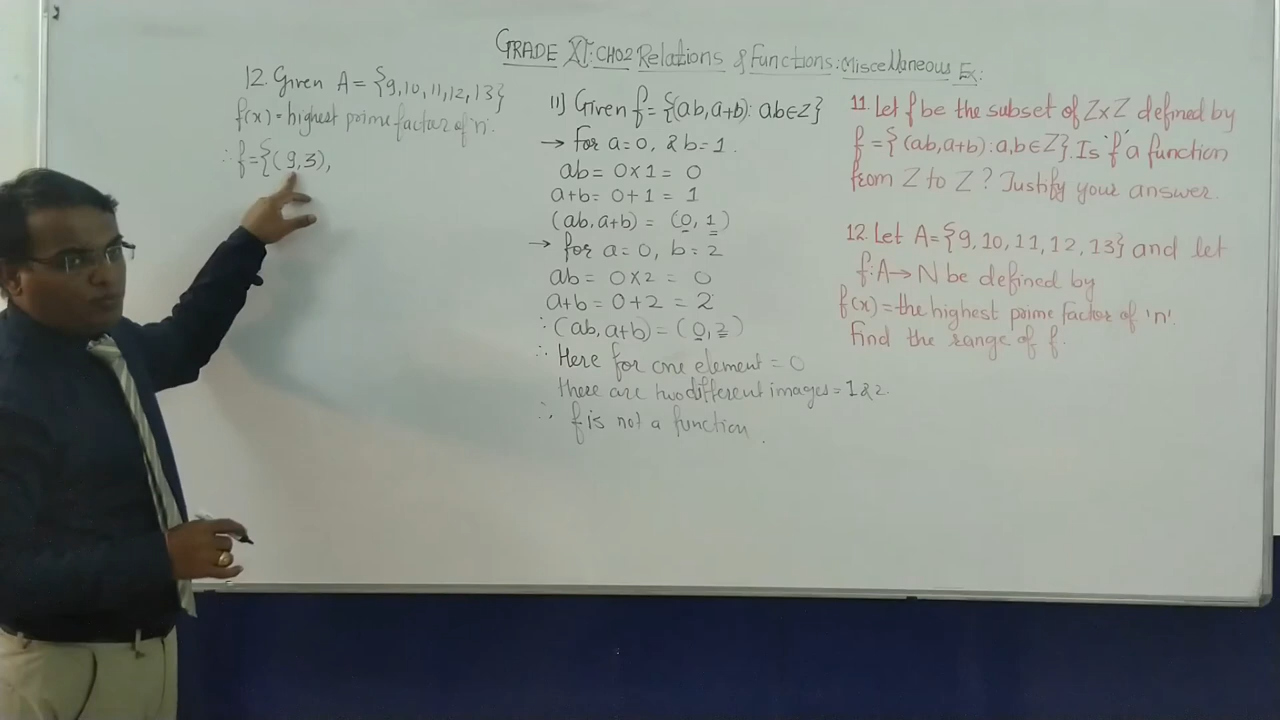 GRADE XI: CH02 Relations & Functions: Miscellaneous Ex:
12. Given A = {9,10,11,12,13}
f(x) = highest prime factor of 'n'.
∴ f = {(9,3),
11) Given f = {(ab, a+b): ab∈Z}
→ for a=0, & b=1.
ab = 0×1 = 0
a+b = 0+1 = 1
(ab, a+b) = (0, 1)
→ for a=0, b=2
ab = 0×2 = 0
a+b = 0+2 = 2
∴ (ab, a+b) = (0, 2)
∴ Here for one element = 0
there are two different images = 1 & 2.
∴ f is not a function.
11. Let f be the subset of Z×Z defined by
f = {(ab, a+b): a,b∈Z}. Is 'f' a function
from Z to Z? Justify your answer.
12. Let A = {9,10,11,12,13} and let
f: A→N be defined by
f(x) = the highest prime factor of 'n'.
Find the range of f.